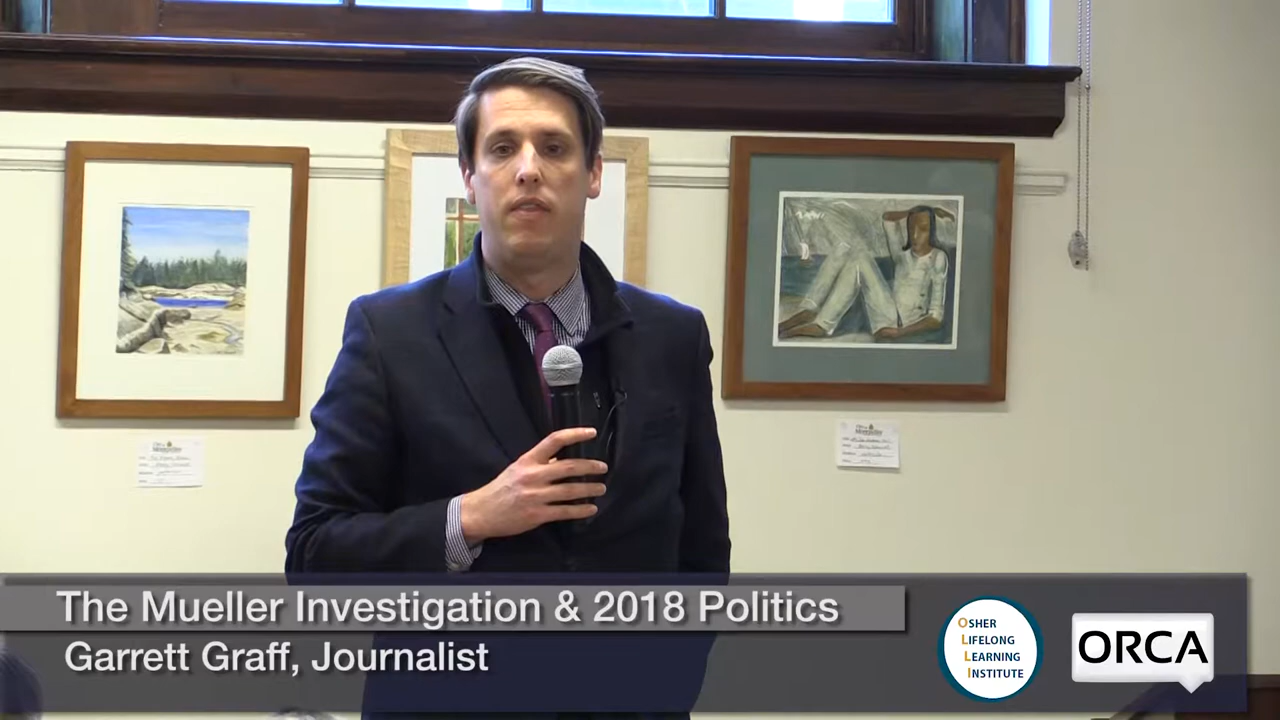 The Mueller Investigation & 2018 Politics
Garrett Graff, Journalist
OSHER
LIFELONG
LEARNING
INSTITUTE
ORCA